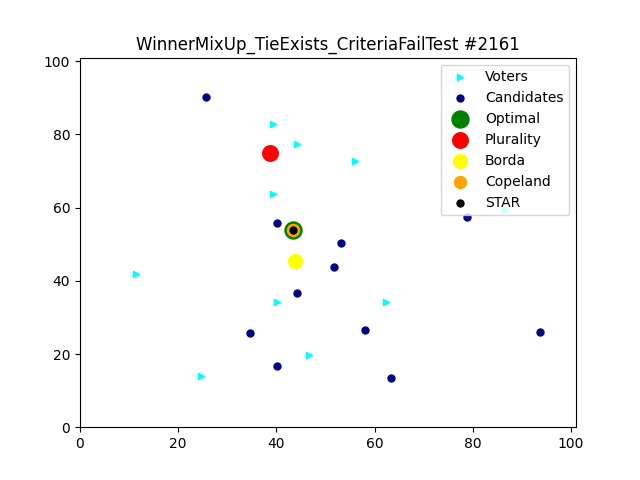 WinnerMixUp_TieExists_CriteriaFailTest #2161
100
80
60
40
20
0
0
20
40
60
80
100
Voters
Candidates
Optimal
Plurality
Borda
Copeland
STAR